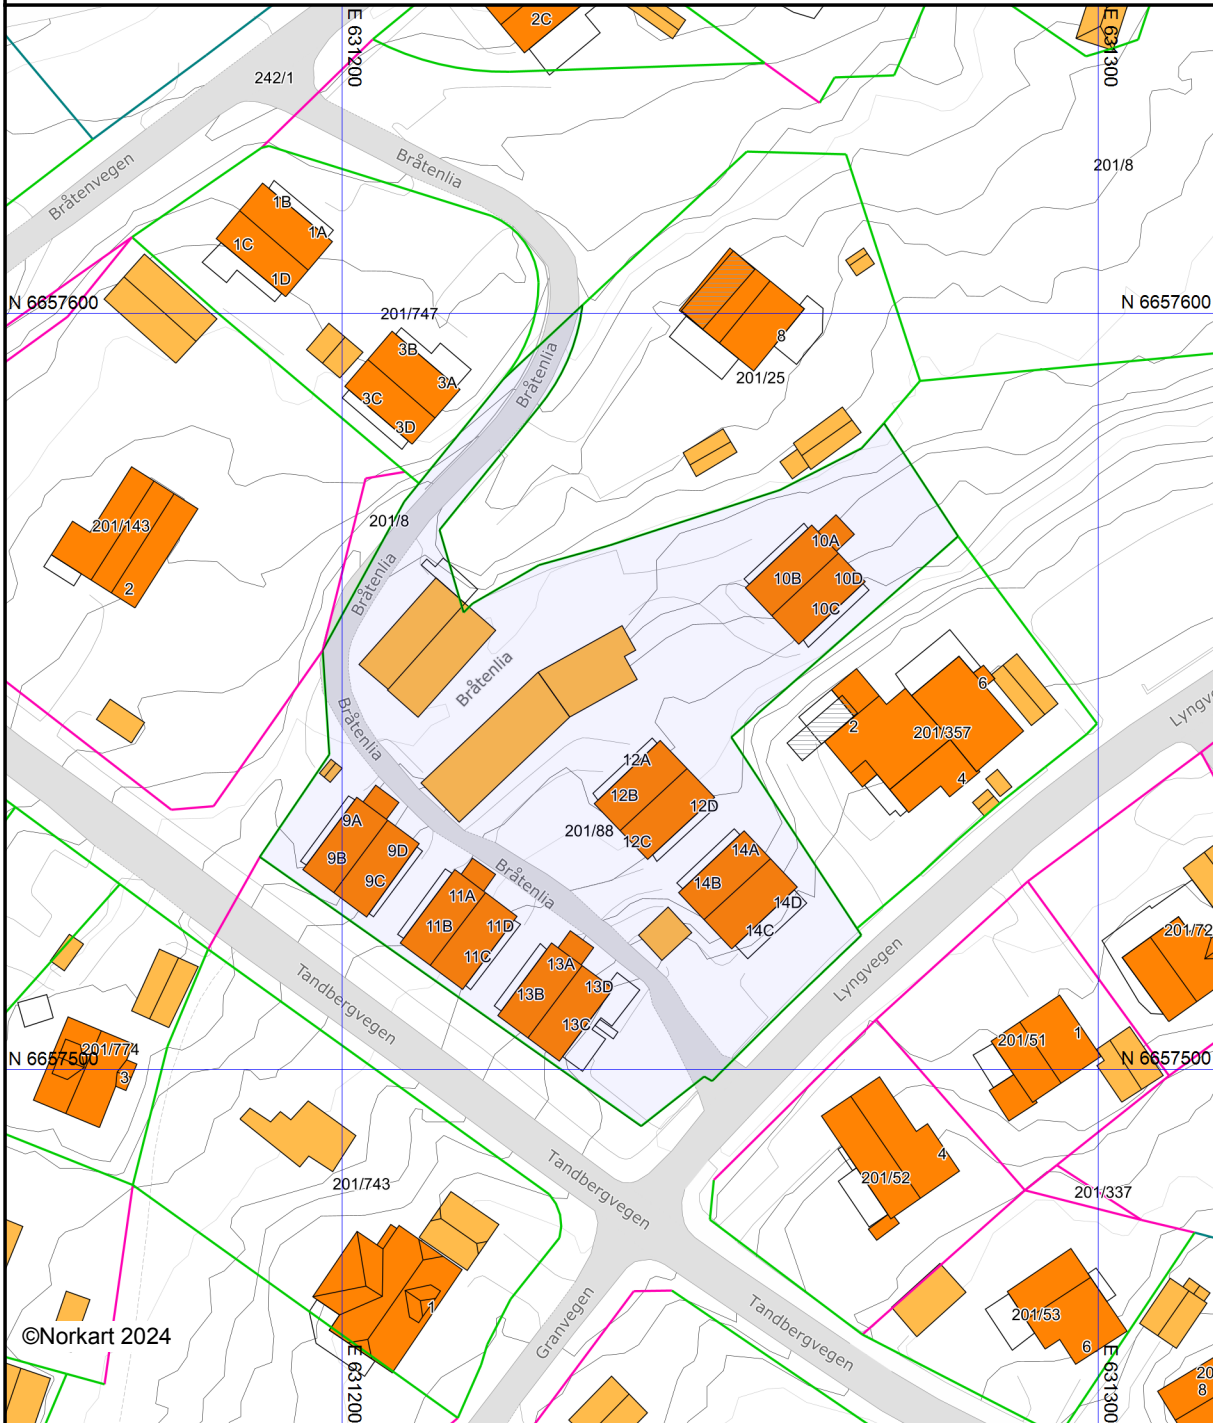 2C
E 631200
E 631300
242/1
Bråtenlia
201/8
Bråtenvegen
1B
1A
1C
1D
N 6657600
N 6657600
201/747
8
3B
Bråtenlia
201/25
3A
3C
3D
201/8
201/143
10A
Bråtenlia
10B
10D
2
10C
Bråtenlia
6
Lyngv
Bråtenlia
2
201/357
12A
4
12B
12D
9A
201/88
12C
14A
9D
9B
Bråtenlia
9C
14B
11A
14D
11B
11D
14C
201/72
11C
13A
Lyngvegen
13D
13B
Tandbergvegen
13C
1
201/51
201/774
N 6657500
N 6657500
3
4
201/52
201/743
Tandbergvegen
201/337
1
201/53
Granvegen
Tandbergvegen
©Norkart 2024
6
E 631200
E 631300
20
8